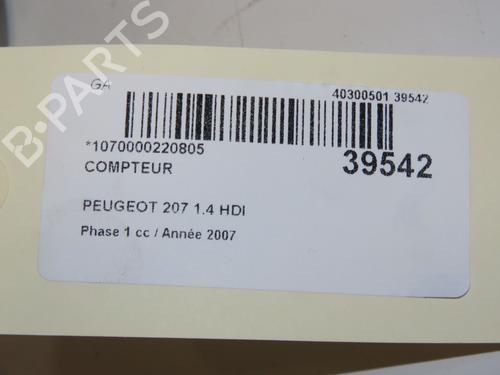 GA
40300501 39542
*1070000220805
39542
COMPTEUR
PEUGEOT 207 1.4 HDI
Phase 1 cc / Année 2007
B-PARTS